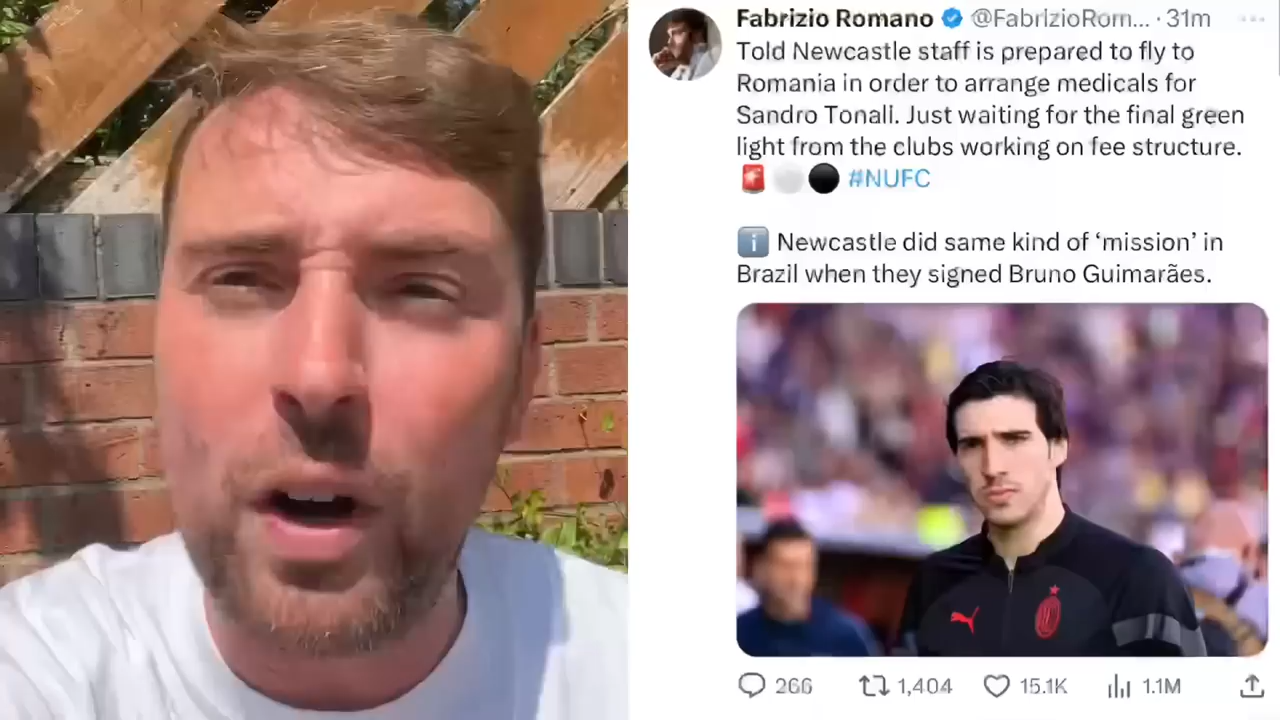 Fabrizio Romano @FabrizioRom... · 31m
Told Newcastle staff is prepared to fly to
Romania in order to arrange medicals for
Sandro Tonali. Just waiting for the final green
light from the clubs working on fee structure.
🚨⚪⚫ #NUFC
ℹ️ Newcastle did same kind of ‘mission’ in
Brazil when they signed Bruno Guimarães.
266 1,404 15.1K 1.1M